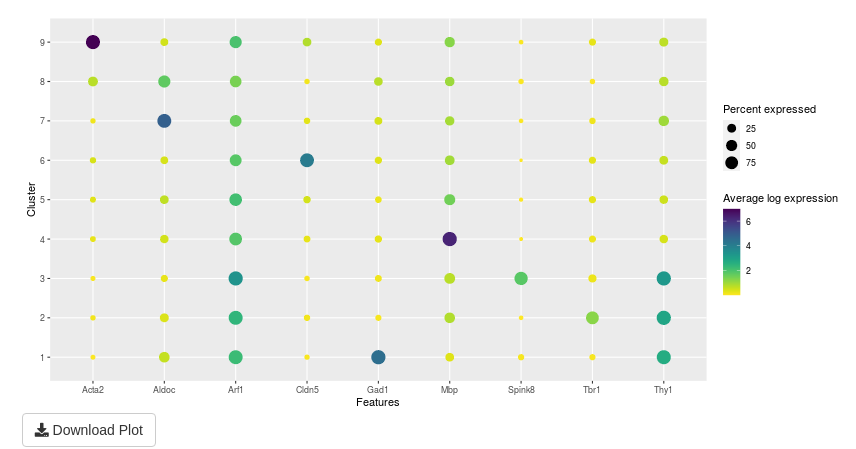 9
8
7
6
5
4
3
2
1
Cluster
Acta2 Aldoc Arf1 Cldn5 Gad1 Mbp Spink8 Tbr1 Thy1
Features
Percent expressed
25
50
75
Average log expression
6
4
2
Download Plot